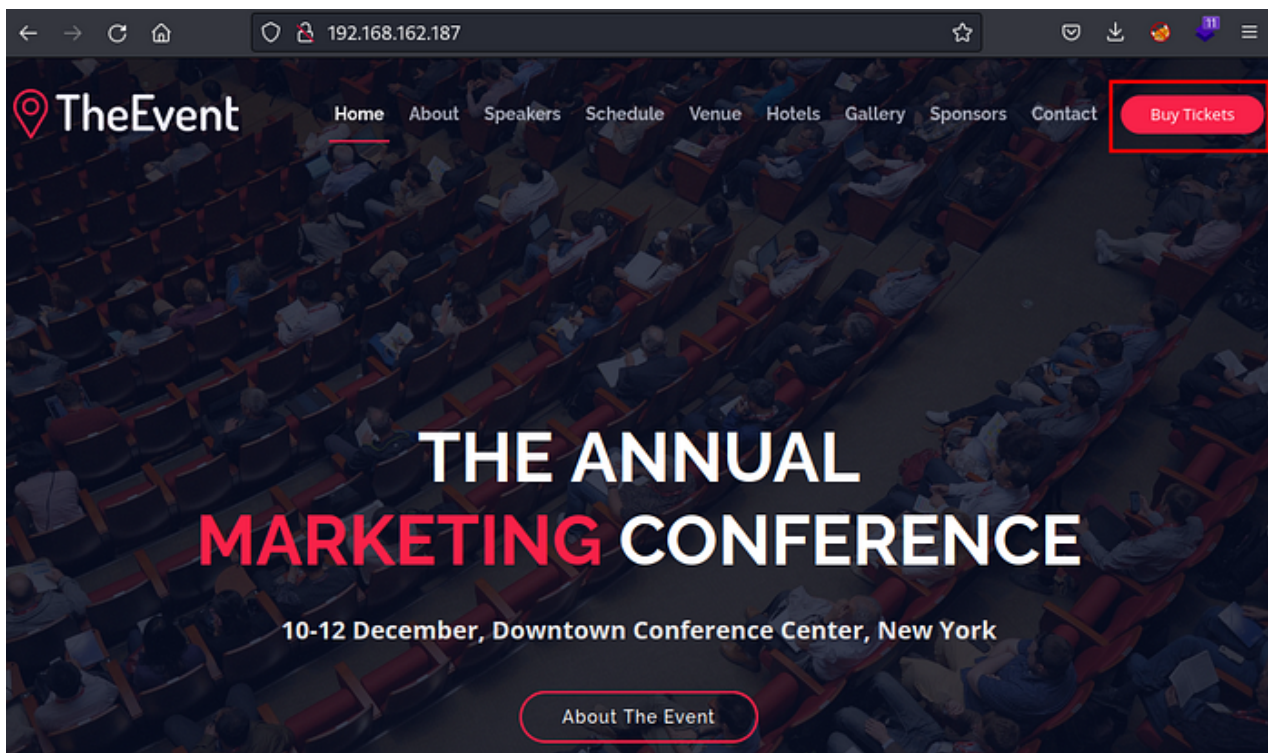 192.168.162.187
11
TheEvent
Home About Speakers Schedule Venue Hotels Gallery Sponsors Contact Buy Tickets
THE ANNUAL
MARKETING CONFERENCE
10-12 December, Downtown Conference Center, New York
About The Event